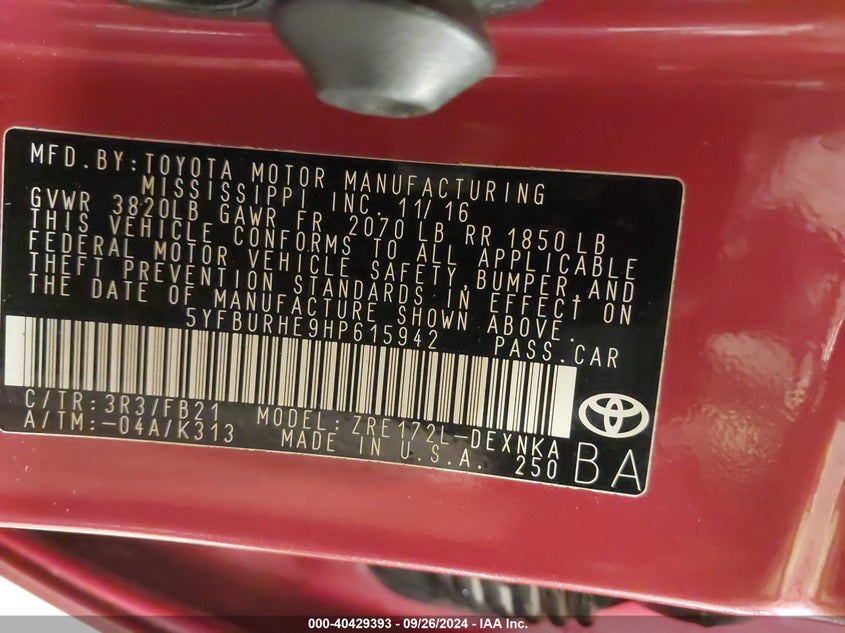 MFD.BY:TOYOTA MOTOR MANUFACTURING
MISSISSIPPI INC. 11/16
GVWR 3820LB GAWR FR 2070 LB RR 1850 LB
THIS VEHICLE CONFORMS TO ALL APPLICABLE
FEDERAL MOTOR VEHICLE SAFETY,BUMPER,AND
THEFT PREVENTION STANDARDS IN EFFECT ON
THE DATE OF MANUFACTURE SHOWN ABOVE.
5YFBURHE9HP615942 PASS.CAR
C/TR:3R3/FB21 MODEL:ZRE172L-DEXNKA
A/TM:-04A/K313 MADE IN U.S.A. 250
BA
000-40429393 - 09/26/2024 - IAA Inc.